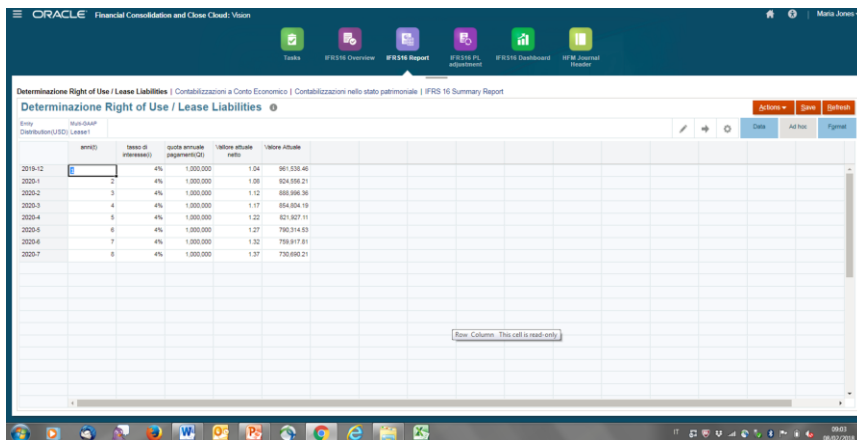 ORACLE Financial Consolidation and Close Cloud: Vision
Maria Jones
Tasks
IFRS16 Overview
IFRS16 Report
IFRS16 PL adjustment
IFRS16 Dashboard
HFM Journal Header
Determinazione Right of Use / Lease Liabilities | Contabilizzazioni a Conto Economico | Contabilizzazioni nello stato patrimoniale | IFRS 16 Summary Report
Determinazione Right of Use / Lease Liabilities
Actions Save Refresh
Entity Multi-GAAP
Distribution(USD) Lease1
Data Ad hoc Format
anni(t) tasso di interesse(i) quota annuale pagamenti(Qt) Valore attuale netto Valore Attuale
2019-12 1 4% 1,000,000 1.04 961,538.46
2020-1 2 4% 1,000,000 1.08 924,556.21
2020-2 3 4% 1,000,000 1.12 888,996.36
2020-3 4 4% 1,000,000 1.17 854,804.19
2020-4 5 4% 1,000,000 1.22 821,927.11
2020-5 6 4% 1,000,000 1.27 790,314.53
2020-6 7 4% 1,000,000 1.32 759,917.81
2020-7 8 4% 1,000,000 1.37 730,690.21
Row Column This cell is read-only
IT
09:03
06/02/2018